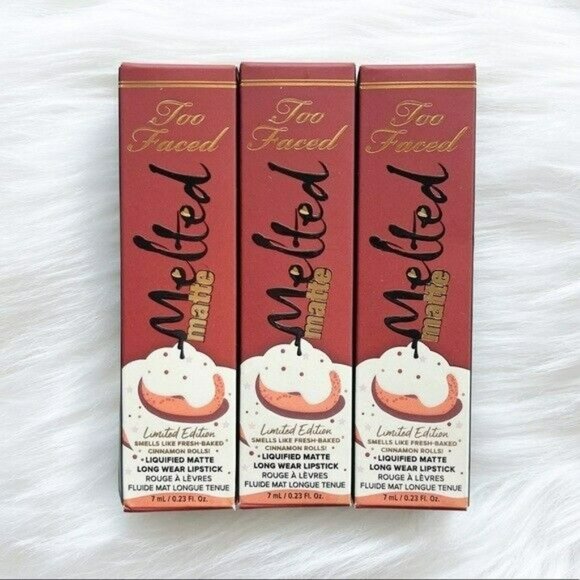 Too
Faced
Melted
matte
Limited Edition
SMELLS LIKE FRESH-BAKED
CINNAMON ROLLS!
• LIQUIFIED MATTE
LONG WEAR LIPSTICK
ROUGE À LÈVRES
FLUIDE MAT LONGUE TENUE
7 mL / 0.23 Fl. Oz.
Too
Faced
Melted
matte
Limited Edition
SMELLS LIKE FRESH-BAKED
CINNAMON ROLLS!
• LIQUIFIED MATTE
LONG WEAR LIPSTICK
ROUGE À LÈVRES
FLUIDE MAT LONGUE TENUE
7 mL / 0.23 Fl. Oz.
Too
Faced
Melted
matte
Limited Edition
SMELLS LIKE FRESH-BAKED
CINNAMON ROLLS!
• LIQUIFIED MATTE
LONG WEAR LIPSTICK
ROUGE À LÈVRES
FLUIDE MAT LONGUE TENUE
7 mL / 0.23 Fl. Oz.